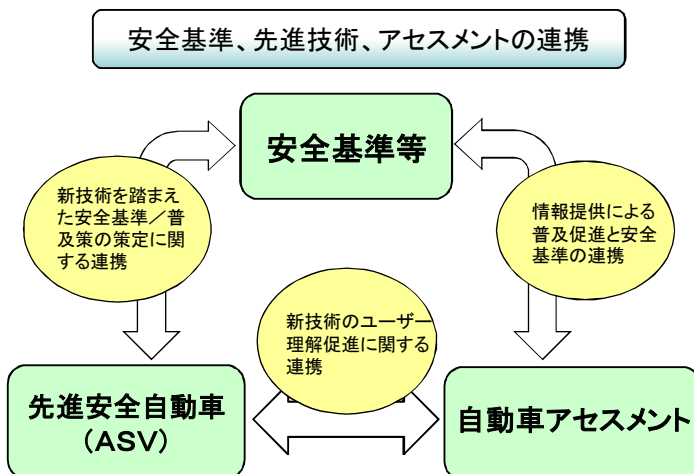 安全基準、先進技術、アセスメントの連携
安全基準等
新技術を踏まえ
た安全基準／普
及策の策定に関
する連携
情報提供による
普及促進と安全
基準の連携
新技術のユーザー
理解促進に関する
連携
先進安全自動車
（ＡＳＶ）
自動車アセスメント